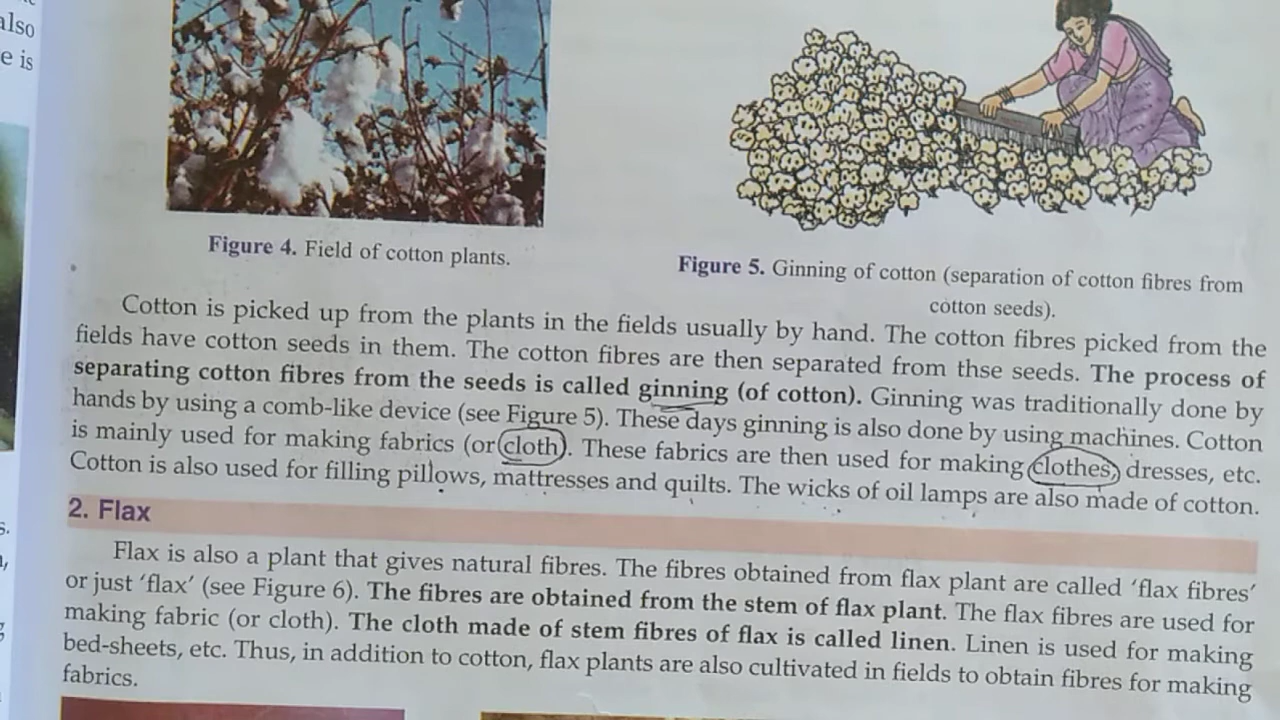 also
e is
Figure 4. Field of cotton plants.
Figure 5. Ginning of cotton (separation of cotton fibres from
cotton seeds).
Cotton is picked up from the plants in the fields usually by hand. The cotton fibres picked from the
fields have cotton seeds in them. The cotton fibres are then separated from thse seeds. The process of
separating cotton fibres from the seeds is called ginning (of cotton). Ginning was traditionally done by
hands by using a comb-like device (see Figure 5). These days ginning is also done by using machines. Cotton
is mainly used for making fabrics (or cloth). These fabrics are then used for making clothes, dresses, etc.
Cotton is also used for filling pillows, mattresses and quilts. The wicks of oil lamps are also made of cotton.
2. Flax
Flax is also a plant that gives natural fibres. The fibres obtained from flax plant are called ‘flax fibres’
or just ‘flax’ (see Figure 6). The fibres are obtained from the stem of flax plant. The flax fibres are used for
making fabric (or cloth). The cloth made of stem fibres of flax is called linen. Linen is used for making
bed-sheets, etc. Thus, in addition to cotton, flax plants are also cultivated in fields to obtain fibres for making
fabrics.